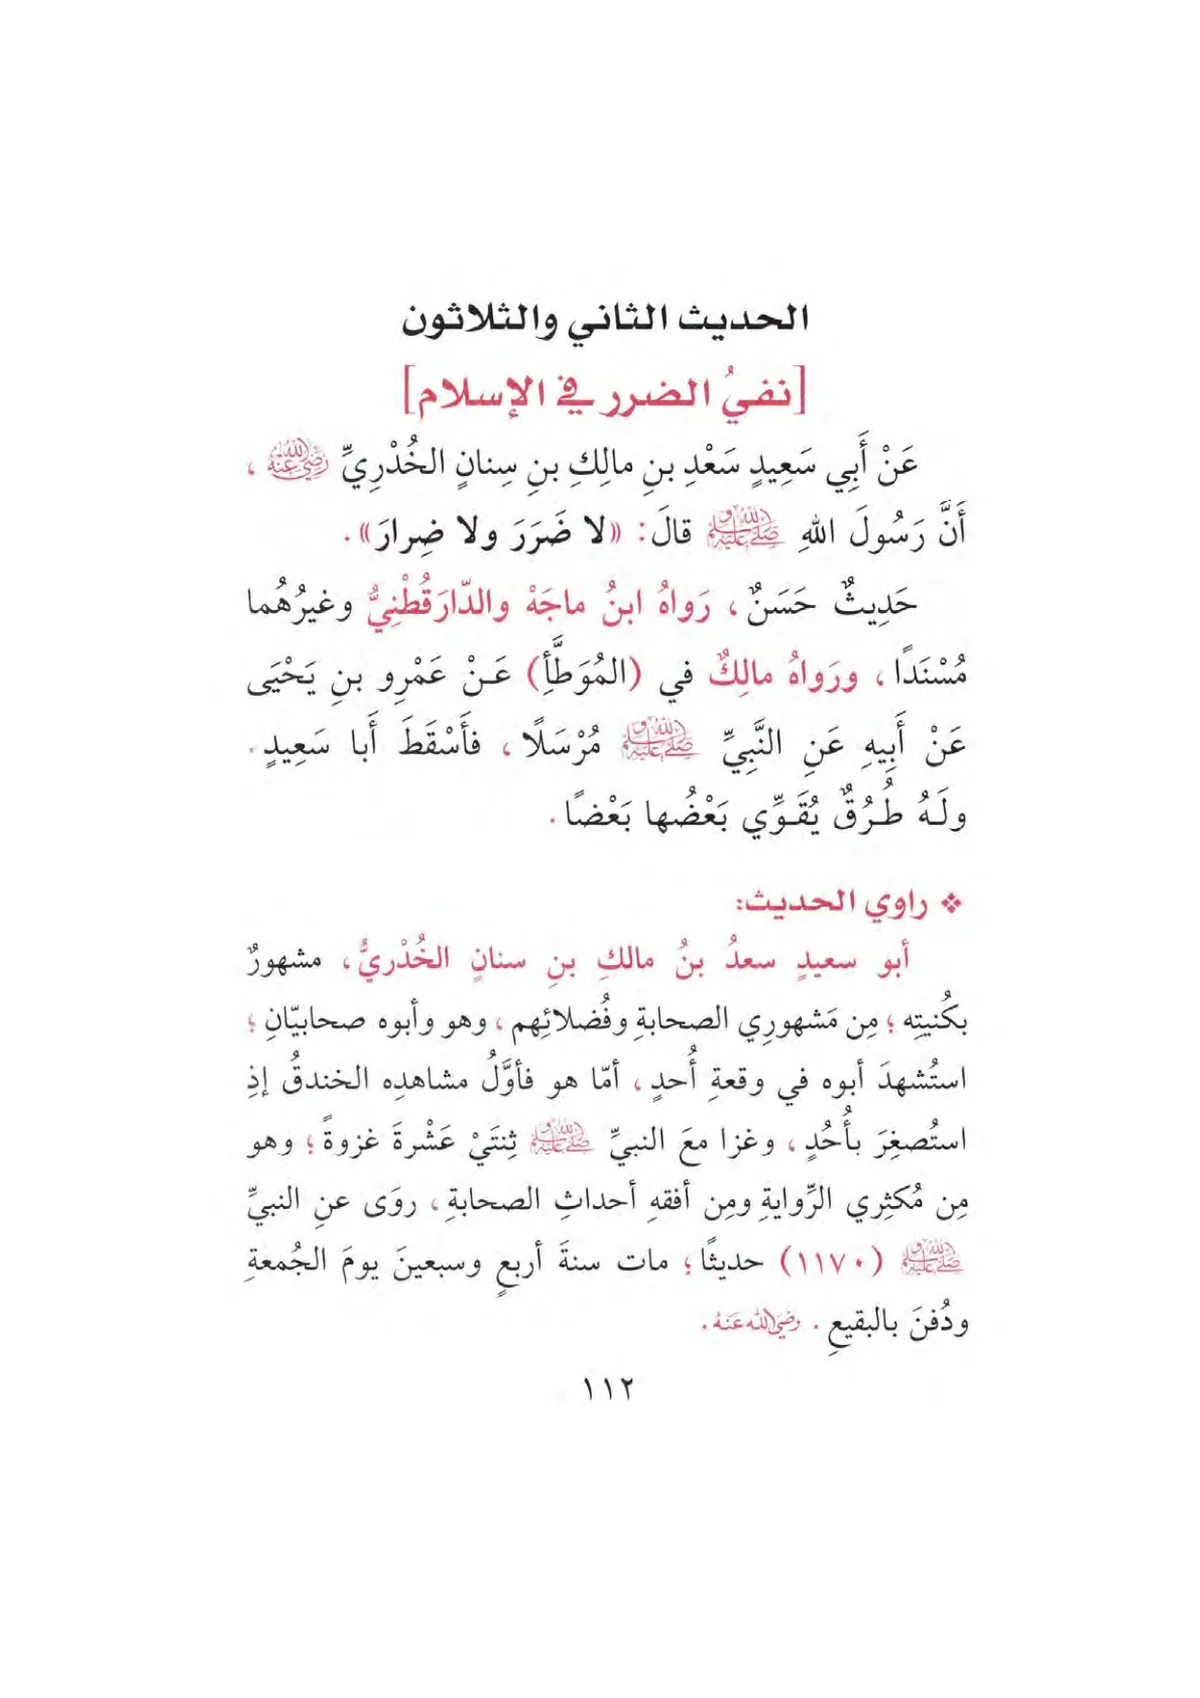 الحديث الثاني والثلاثون
[نفيُ الضرر في الإسلام]
عَنْ أَبِي سَعِيدٍ سَعْدِ بنِ مالِكِ بنِ سِنانٍ الخُدْرِيِّ رضي الله عنه ،
أَنَّ رَسُولَ اللهِ ﷺ قالَ: «لا ضَرَرَ ولا ضِرارَ».
حَدِيثٌ حَسَنٌ، رَواهُ ابنُ ماجَهْ والدّارَقُطْنِيُّ وغيرُهُما
مُسْنَدًا، ورَواهُ مالِكٌ في (المُوَطَّأِ) عَنْ عَمْرِو بنِ يَحْيَى
عَنْ أَبِيهِ عَنِ النَّبِيِّ ﷺ مُرْسَلًا، فأَسْقَطَ أَبا سَعِيدٍ.
ولَهُ طُرُقٌ يُقَوِّي بَعْضُها بَعْضًا.
❖ راوي الحديث:
أبو سعيدٍ سعدُ بنُ مالكِ بنِ سنانٍ الخُدْريُّ، مشهورٌ
بكُنيتِه؛ مِن مَشهورِي الصحابةِ وفُضلائِهم، وهو وأبوه صحابيّانِ؛
استُشهدَ أبوه في وقعةِ أُحدٍ، أمّا هو فأوَّلُ مشاهدِه الخندقُ إذِ
استُصغِرَ بأُحُدٍ، وغزا معَ النبيِّ ﷺ ثِنتَيْ عَشْرةَ غزوةً؛ وهو
مِن مُكثِري الرِّوايةِ ومِن أفقهِ أحداثِ الصحابةِ، روَى عنِ النبيِّ
ﷺ (١١٧٠) حديثًا؛ مات سنةَ أربعٍ وسبعينَ يومَ الجُمعةِ
ودُفنَ بالبقيعِ. رضي الله عنه.
١١٢